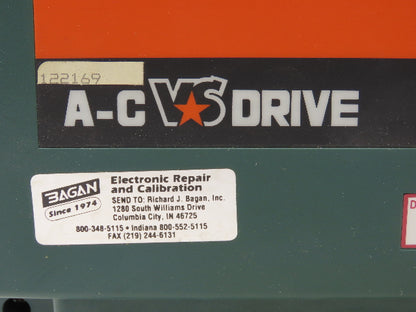 122169
A-C VS DRIVE
BAGAN
Since 1974
Electronic Repair
and Calibration
SEND TO: Richard J. Bagan, Inc.
1280 South Williams Drive
Columbia City, IN 46725
800-348-5115 • Indiana 800-552-5115
FAX (219) 244-6131
D